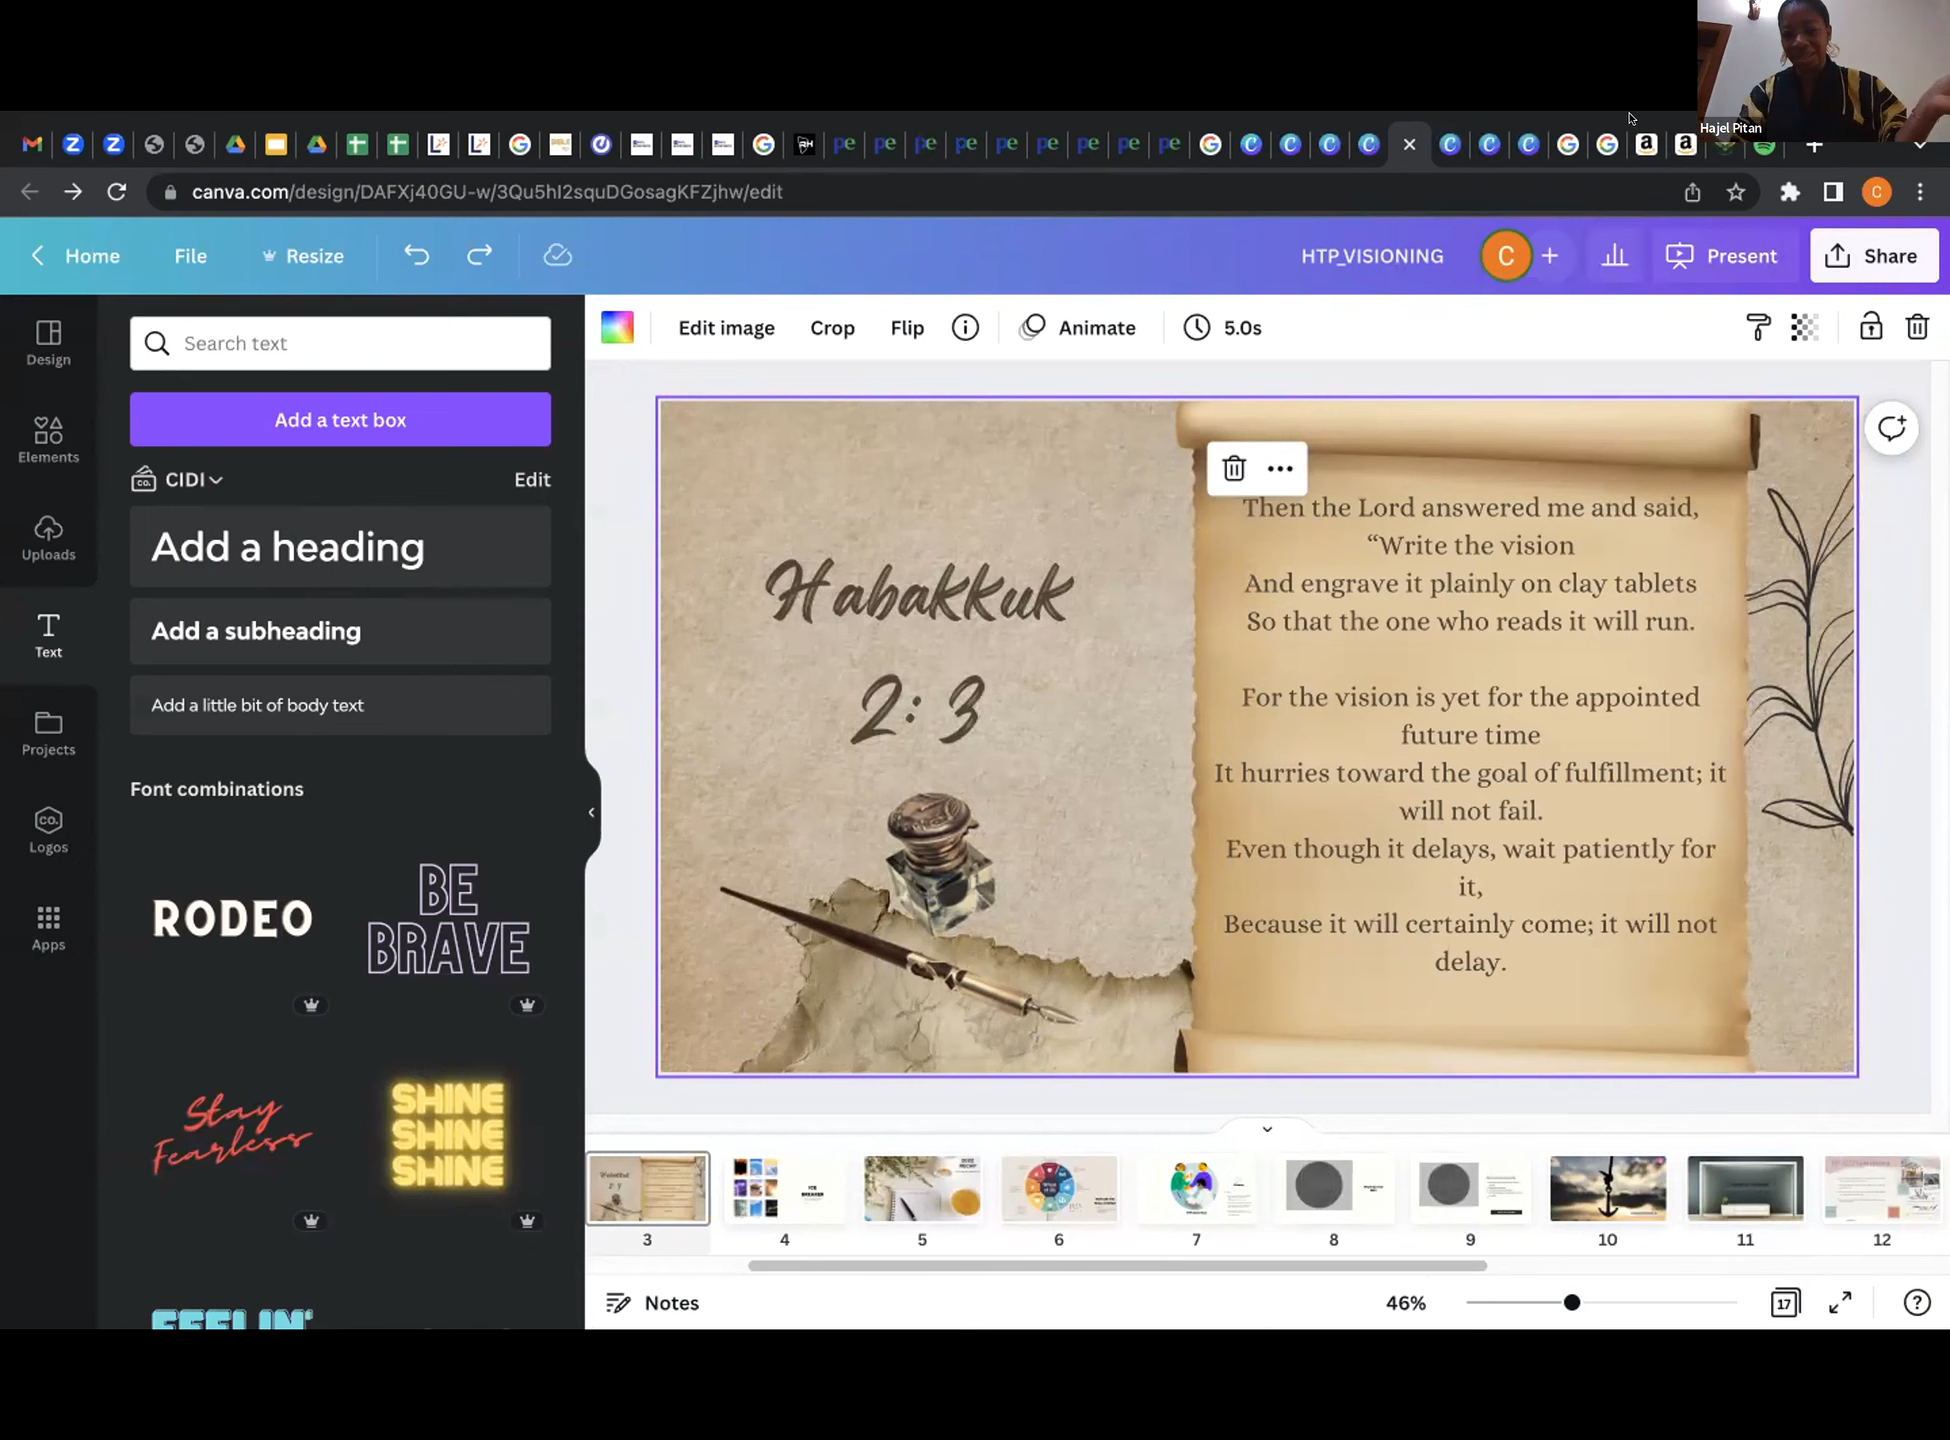 Hajel Pitan
canva.com/design/DAFXj40GU-w/3Qu5hI2squDGosagKFZjhw/edit
Home
File
Resize
HTP_VISIONING
C
Present
Share
Design
Elements
Uploads
Text
Projects
Logos
Apps
Search text
Add a text box
CIDI
Edit
Add a heading
Add a subheading
Add a little bit of body text
Font combinations
RODEO
BE
BRAVE
Stay
Fearless
SHINE
SHINE
SHINE
FEELIN'
Edit image
Crop
Flip
Animate
5.0s
Habakkuk
2: 3
Then the Lord answered me and said,
“Write the vision
And engrave it plainly on clay tablets
So that the one who reads it will run.
For the vision is yet for the appointed
future time
It hurries toward the goal of fulfillment; it
will not fail.
Even though it delays, wait patiently for
it,
Because it will certainly come; it will not
delay.
3
4
5
6
7
8
9
10
11
12
Notes
46%
17